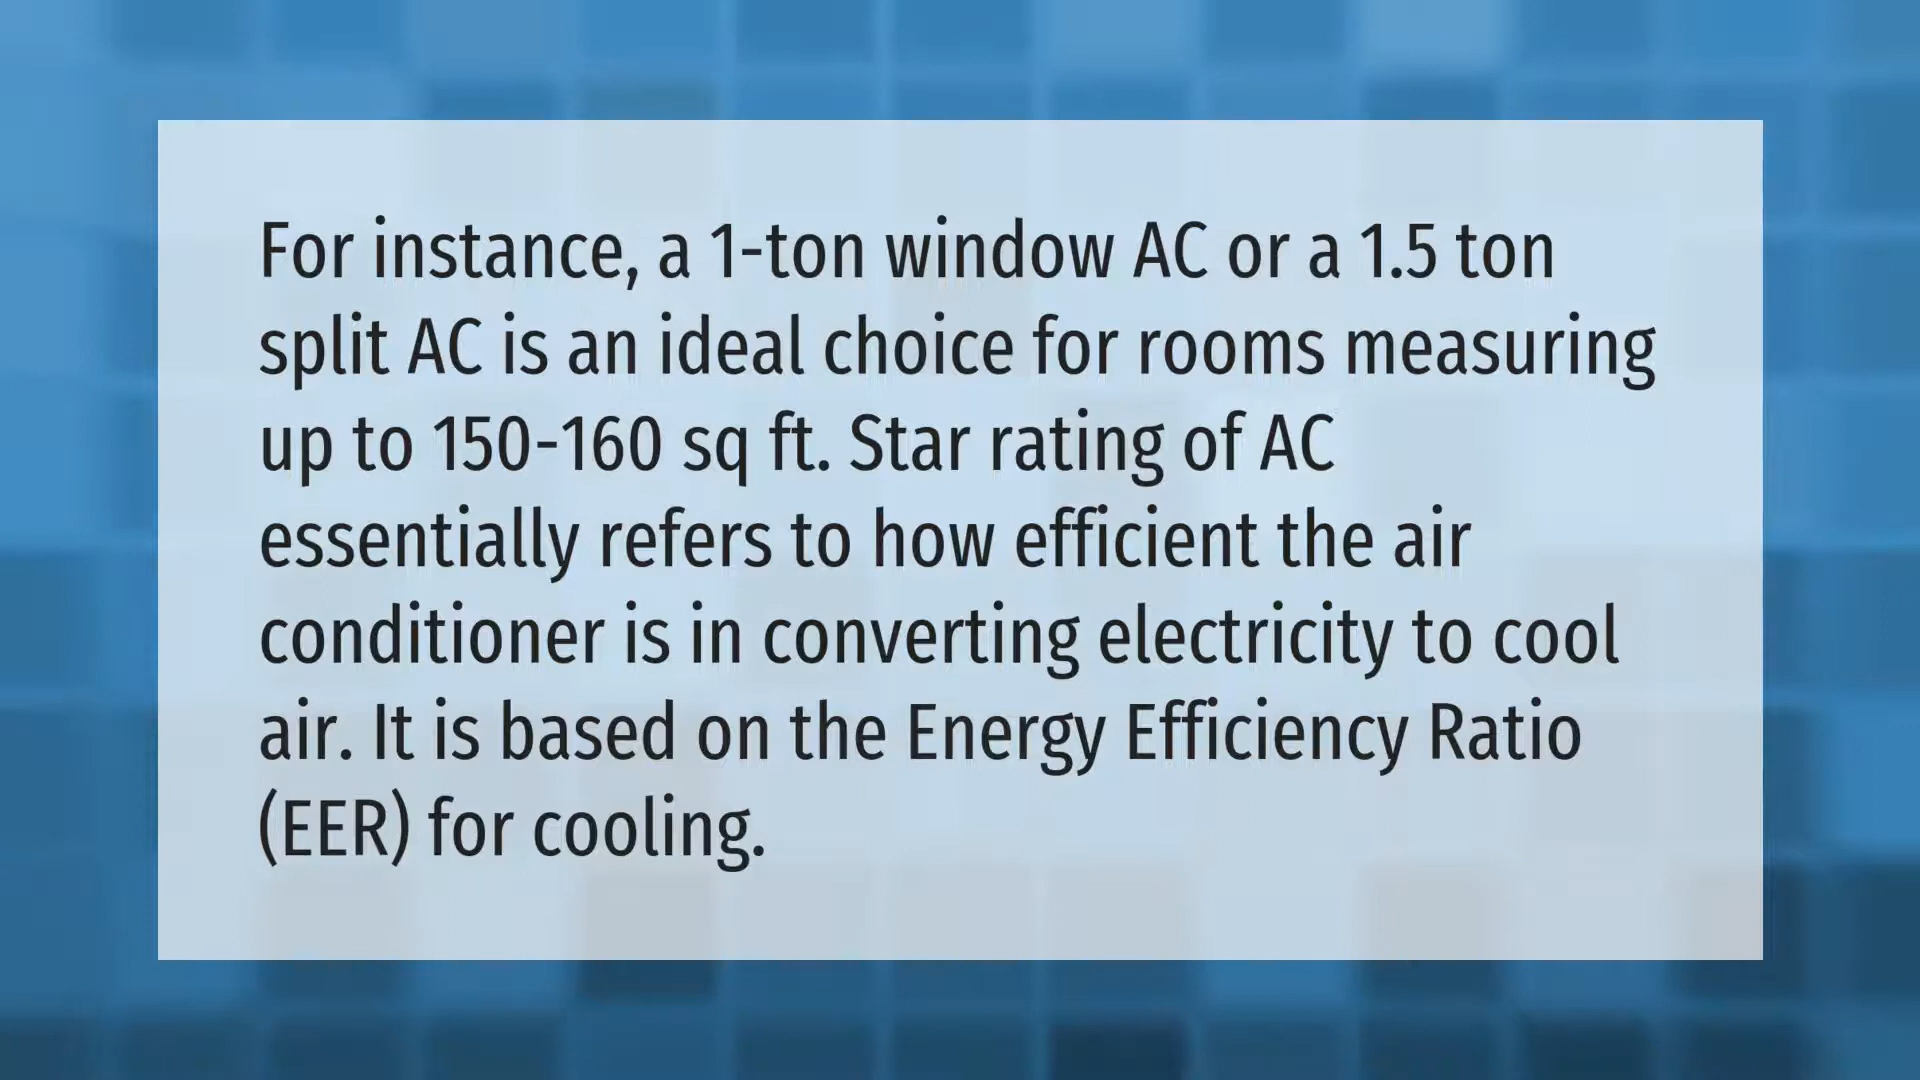 For instance, a 1-ton window AC or a 1.5 ton
split AC is an ideal choice for rooms measuring
up to 150-160 sq ft. Star rating of AC
essentially refers to how efficient the air
conditioner is in converting electricity to cool
air. It is based on the Energy Efficiency Ratio
(EER) for cooling.